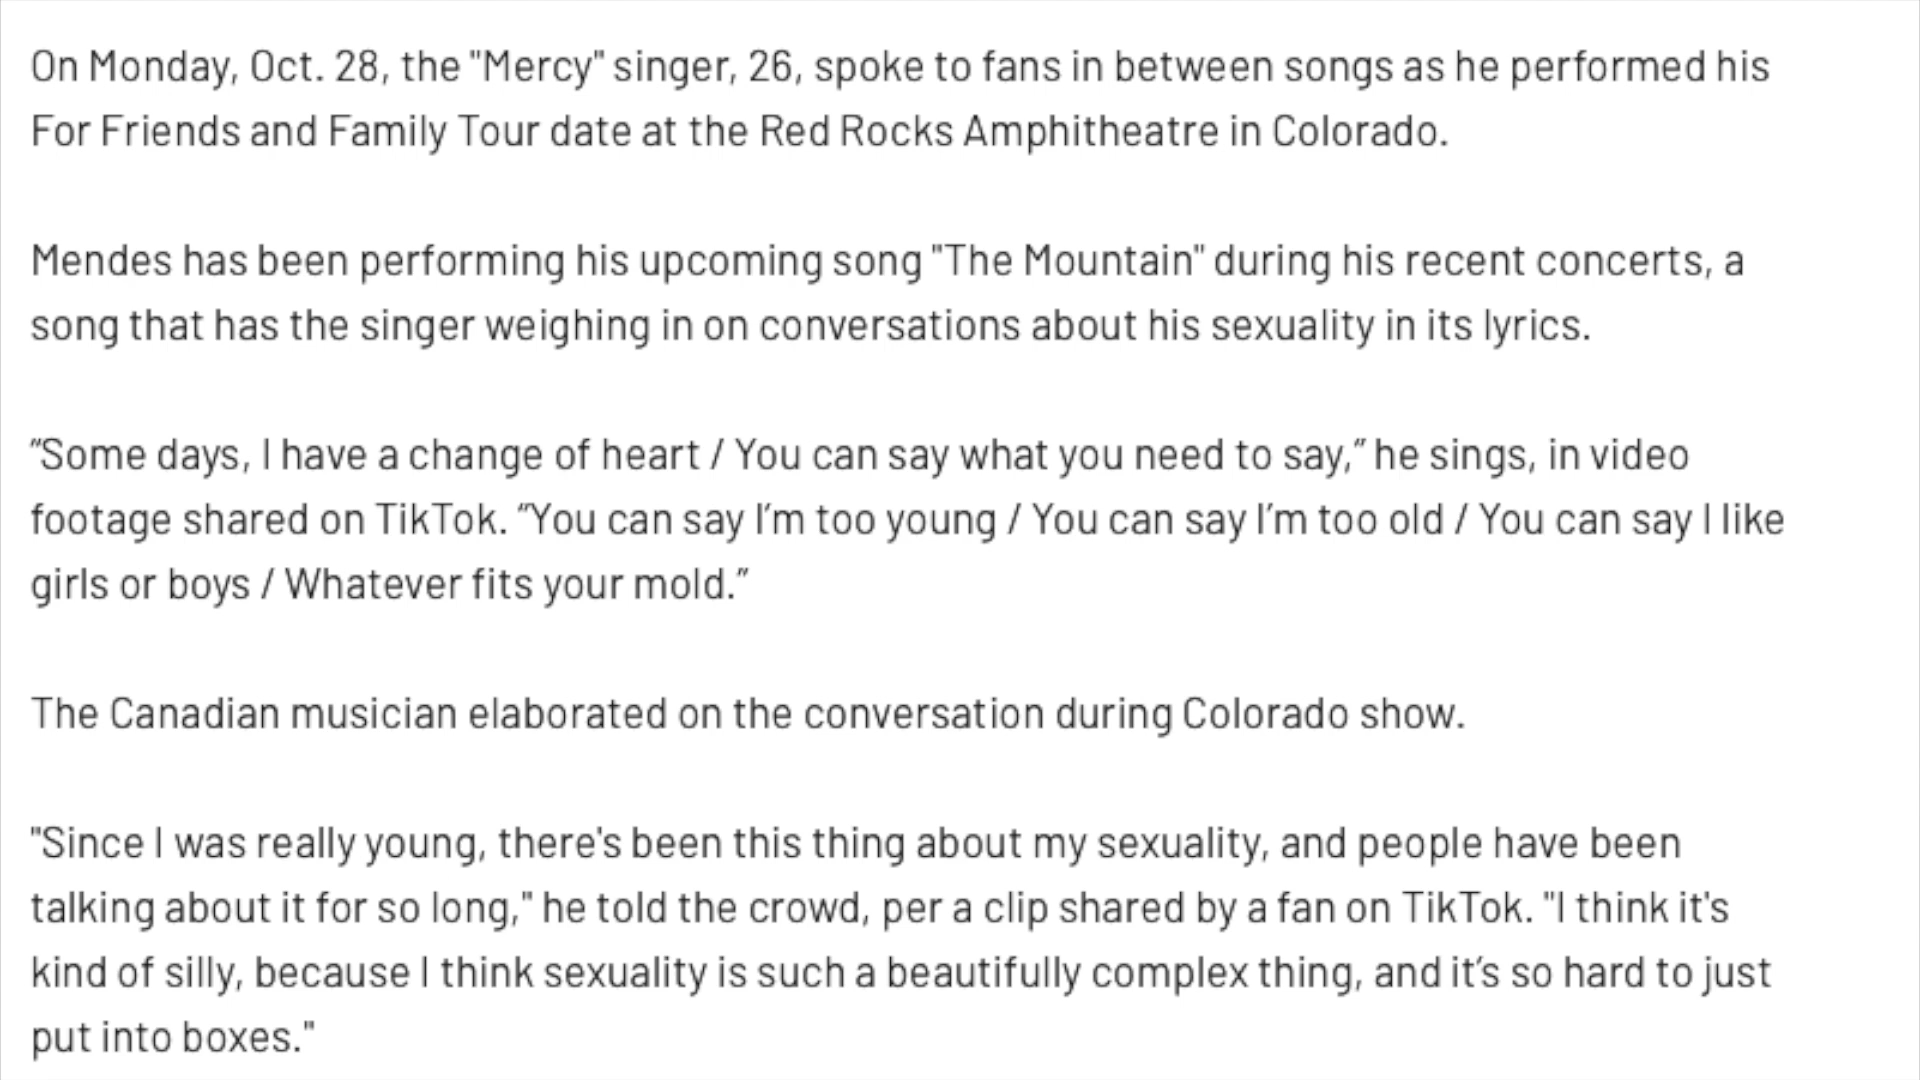 On Monday, Oct. 28, the "Mercy" singer, 26, spoke to fans in between songs as he performed his
For Friends and Family Tour date at the Red Rocks Amphitheatre in Colorado.
Mendes has been performing his upcoming song "The Mountain" during his recent concerts, a
song that has the singer weighing in on conversations about his sexuality in its lyrics.
“Some days, I have a change of heart / You can say what you need to say,” he sings, in video
footage shared on TikTok. “You can say I’m too young / You can say I’m too old / You can say I like
girls or boys / Whatever fits your mold.”
The Canadian musician elaborated on the conversation during Colorado show.
"Since I was really young, there's been this thing about my sexuality, and people have been
talking about it for so long," he told the crowd, per a clip shared by a fan on TikTok. "I think it's
kind of silly, because I think sexuality is such a beautifully complex thing, and it’s so hard to just
put into boxes."